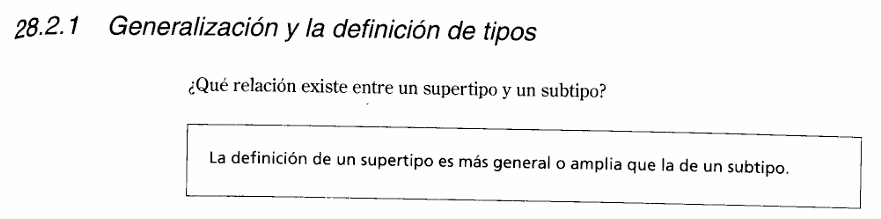 28.2.1 Generalización y la definición de tipos
¿Qué relación existe entre un supertipo y un subtipo?
La definición de un supertipo es más general o amplia que la de un subtipo.